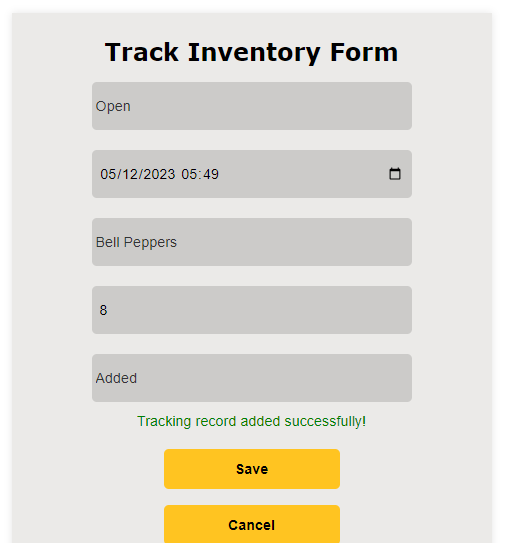 Track Inventory Form
Open
05/12/2023 05:49
Bell Peppers
8
Added
Tracking record added successfully!
Save
Cancel